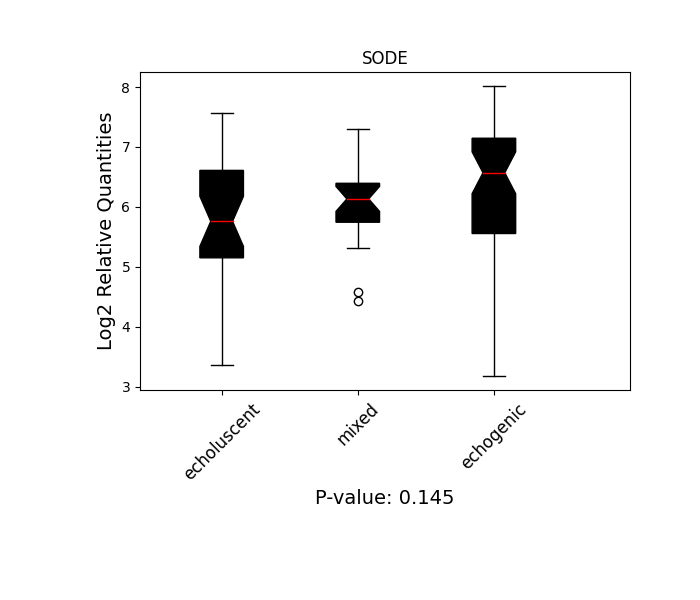 SODE
Log2 Relative Quantities
8
7
6
5
4
3
echoluscent
mixed
echogenic
P-value: 0.145